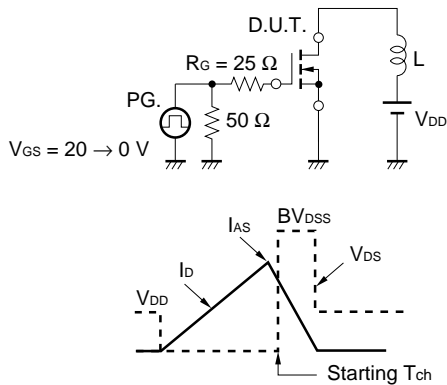 D.U.T.
RG = 25 Ω
L
PG.
50 Ω
VDD
VGS = 20 → 0 V
BVDSS
IAS
ID
VDS
VDD
Starting Tch